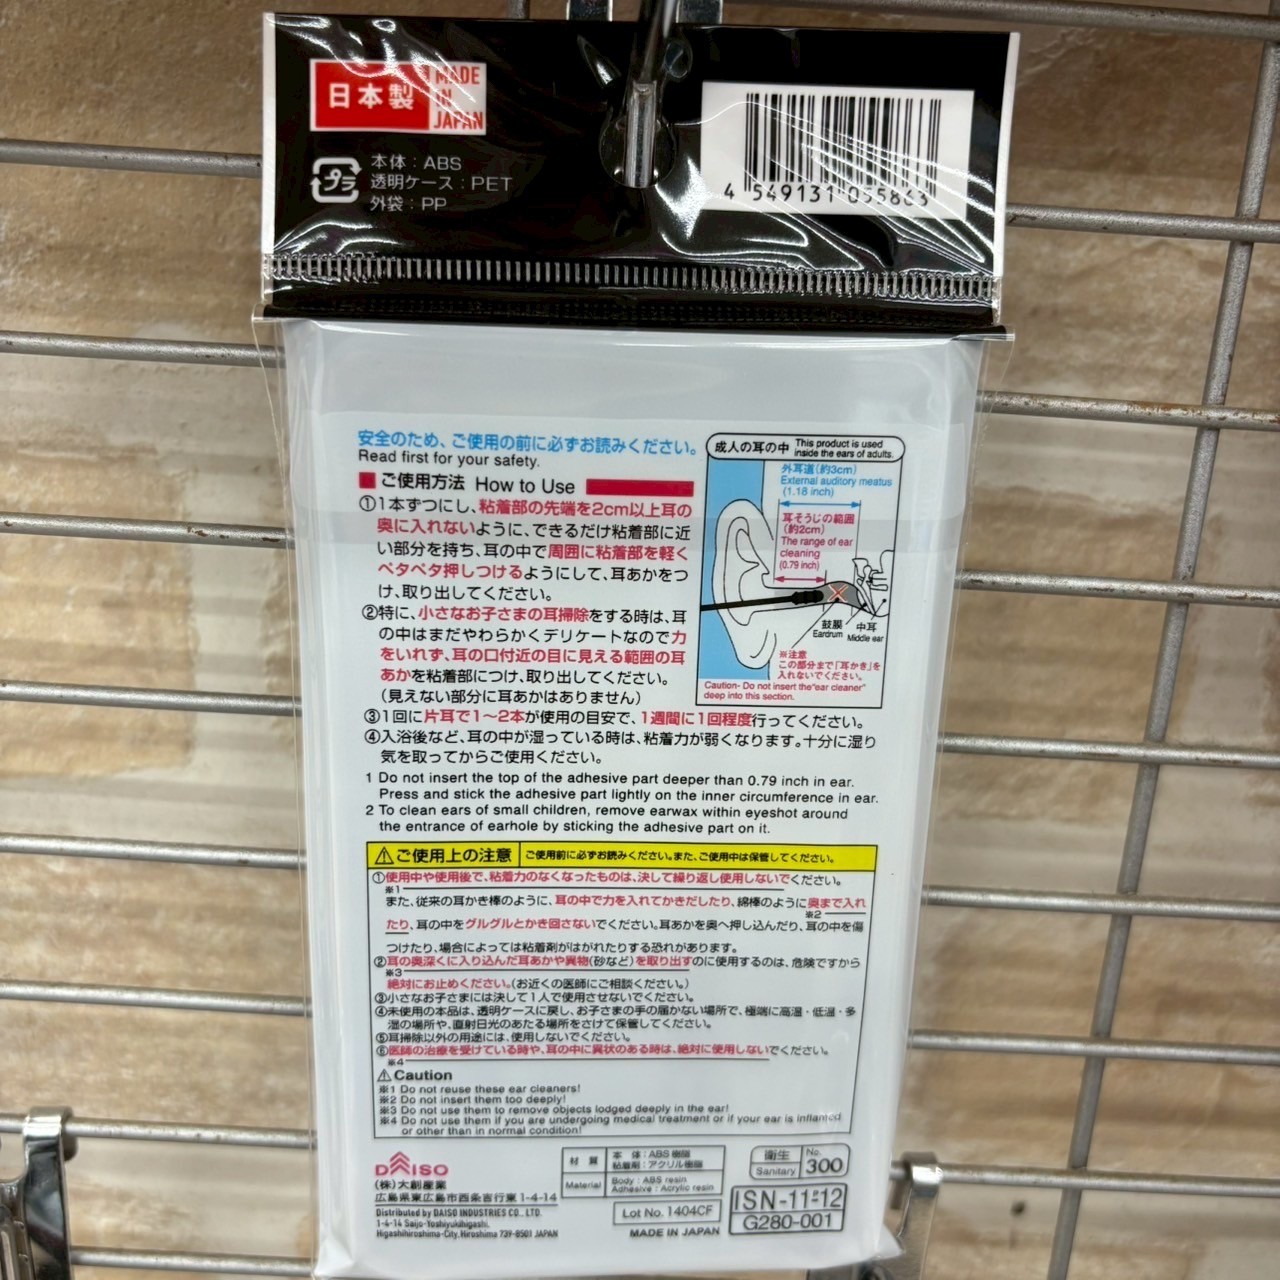 日本製
MADE
IN
JAPAN
プラ
本体：ABS
透明ケース：PET
外袋：PP
4 549131 055863
安全のため、ご使用の前に必ずお読みください。
Read first for your safety.
ご使用方法 How to Use
①1本ずつにし、粘着部の先端を2cm以上耳の
奥に入れないように、できるだけ粘着部に近
い部分を持ち、耳の中で周囲に粘着部を軽く
ペタペタ押しつけるようにして、耳あかをつ
け、取り出してください。
②特に、小さなお子さまの耳掃除をする時は、耳
の中はまだやわらかくデリケートなので力
をいれず、耳の口付近の目に見える範囲の耳
あかを粘着部につけ、取り出してください。
（見えない部分に耳あかはありません）
③1回に片耳で1〜2本が使用の目安で、1週間に1回程度行ってください。
④入浴後など、耳の中が湿っている時は、粘着力が弱くなります。十分に湿り
気を取ってからご使用ください。
成人の耳の中 This product is used
inside the ears of adults.
外耳道（約3cm）
External auditory meatus
(1.18 inch)
耳そうじの範囲
（約2cm）
The range of ear
cleaning
(0.79 inch)
鼓膜
Eardrum
中耳
Middle ear
※注意
この部分まで「耳かき」を
入れないでください。
Caution- Do not insert the"ear cleaner"
deep into this section.
1 Do not insert the top of the adhesive part deeper than 0.79 inch in ear.
Press and stick the adhesive part lightly on the inner circumference in ear.
2 To clean ears of small children, remove earwax within eyeshot around
the entrance of earhole by sticking the adhesive part on it.
⚠ご使用上の注意 ご使用前に必ずお読みください。また、ご使用中は保管してください。
①使用中や使用後で、粘着力のなくなったものは、決して繰り返し使用しないでください。
※1
また、従来の耳かき棒のように、耳の中で力を入れてかきだしたり、綿棒のように奥まで入れ
※2
たり、耳の中をグルグルとかき回さないでください。耳あかを奥へ押し込んだり、耳の中を傷
つけたり、場合によっては粘着剤がはがれたりする恐れがあります。
②耳の奥深くに入り込んだ耳あかや異物（砂など）を取り出すのに使用するのは、危険ですから
※3
絶対にお止めください。（お近くの医師にご相談ください。）
③小さなお子さまには決して1人で使用させないでください。
④未使用の本品は、透明ケースに戻し、お子さまの手の届かない場所で、極端に高温・低温・多
湿の場所や、直射日光のあたる場所をさけて保管してください。
⑤耳掃除以外の用途には、使用しないでください。
⑥医師の治療を受けている時や、耳の中に異状のある時は、絶対に使用しないでください。
※4
⚠Caution
※1 Do not reuse these ear cleaners!
※2 Do not insert them too deeply!
※3 Do not use them to remove objects lodged deeply in the ear!
※4 Do not use them if you are undergoing medical treatment or if your ear is inflamed
or other than in normal condition!
DAISO
(株)大創産業
広島県東広島市西条吉行東1-4-14
Distributed by DAISO INDUSTRIES CO., LTD.
1-4-14 Saijo-Yoshiyukihigashi,
Higashihiroshima-City, Hiroshima 739-8501 JAPAN
材 質
Material
本 体：ABS樹脂
粘着剤：アクリル樹脂
Body : ABS resin
Adhesive : Acrylic resin
Lot No. 1404CF
MADE IN JAPAN
衛生
Sanitary
No.
300
ISN-11#12
G280-001